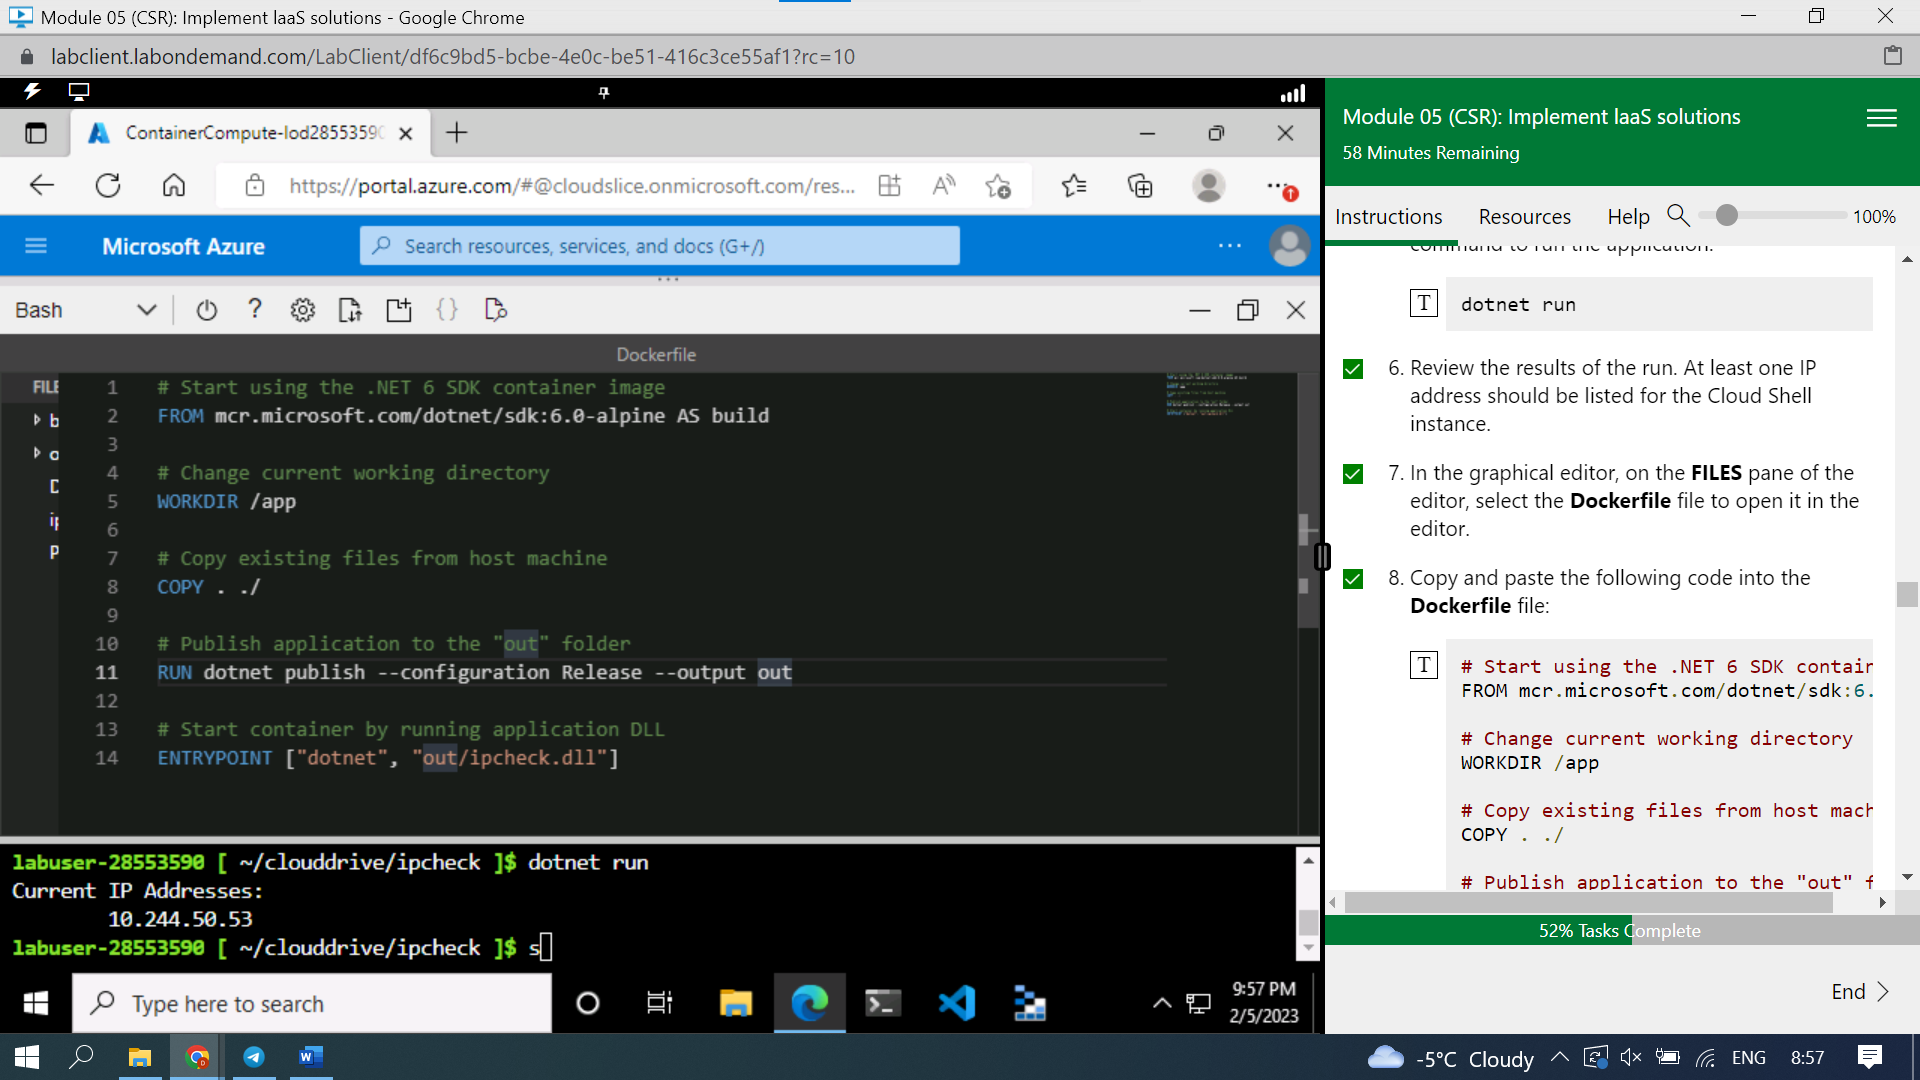 Module 05 (CSR): Implement IaaS solutions - Google Chrome
labclient.labondemand.com/LabClient/df6c9bd5-bcbe-4e0c-be51-416c3ce55af1?rc=10
ContainerCompute-lod28553590
https://portal.azure.com/#@cloudslice.onmicrosoft.com/res...
Microsoft Azure
Search resources, services, and docs (G+/)
Bash
Dockerfile
FILE
b
o
D
ip
P
1 # Start using the .NET 6 SDK container image
2 FROM mcr.microsoft.com/dotnet/sdk:6.0-alpine AS build
3
4 # Change current working directory
5 WORKDIR /app
6
7 # Copy existing files from host machine
8 COPY . ./
9
10 # Publish application to the "out" folder
11 RUN dotnet publish --configuration Release --output out
12
13 # Start container by running application DLL
14 ENTRYPOINT ["dotnet", "out/ipcheck.dll"]
labuser-28553590 [ ~/clouddrive/ipcheck ]$ dotnet run
Current IP Addresses:
10.244.50.53
labuser-28553590 [ ~/clouddrive/ipcheck ]$ s
Type here to search
9:57 PM
2/5/2023
Module 05 (CSR): Implement IaaS solutions
58 Minutes Remaining
Instructions Resources Help 100%
command to run the application.
T dotnet run
6. Review the results of the run. At least one IP
address should be listed for the Cloud Shell
instance.
7. In the graphical editor, on the FILES pane of the
editor, select the Dockerfile file to open it in the
editor.
8. Copy and paste the following code into the
Dockerfile file:
T # Start using the .NET 6 SDK contain
FROM mcr.microsoft.com/dotnet/sdk:6.
# Change current working directory
WORKDIR /app
# Copy existing files from host mach
COPY . ./
# Publish application to the "out" f
52% Tasks Complete
End
-5°C Cloudy
ENG
8:57